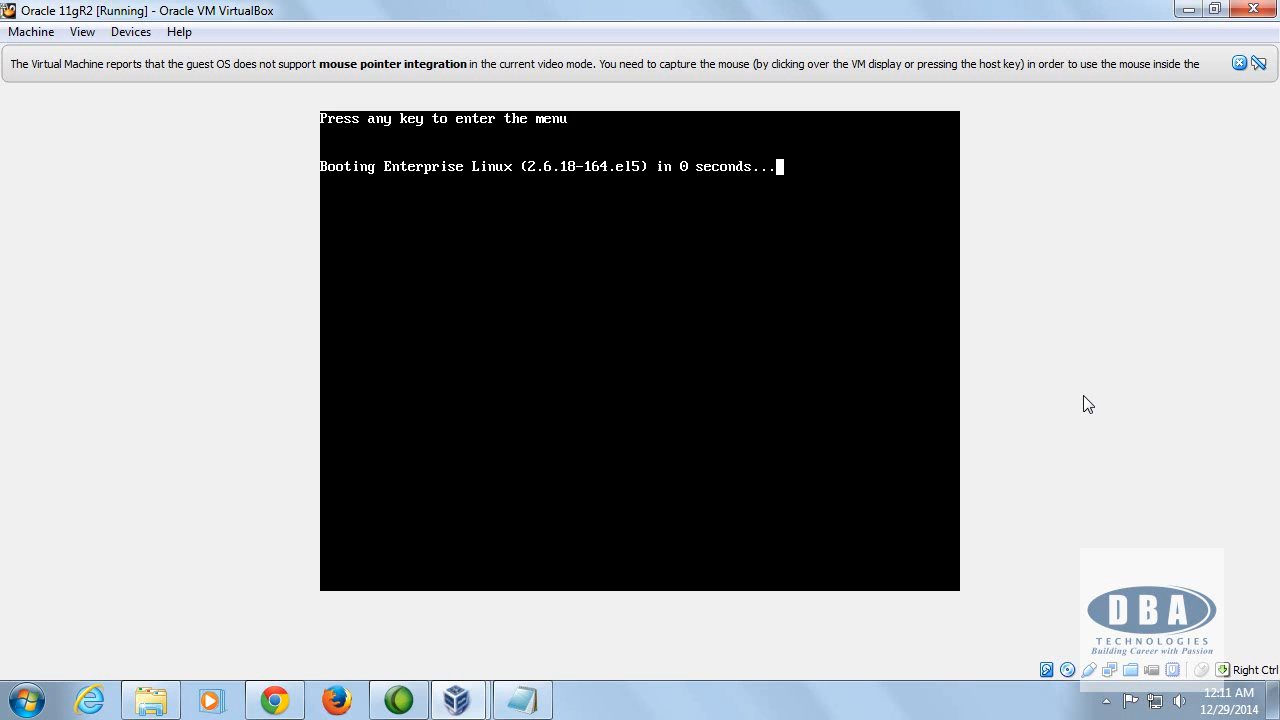 Oracle 11gR2 [Running] - Oracle VM VirtualBox
Machine View Devices Help
The Virtual Machine reports that the guest OS does not support mouse pointer integration in the current video mode. You need to capture the mouse (by clicking over the VM display or pressing the host key) in order to use the mouse inside the
Press any key to enter the menu
Booting Enterprise Linux (2.6.18-164.el5) in 0 seconds...
DBA
TECHNOLOGIES
Building Career with Passion
Right Ctrl
12:11 AM
12/29/2014